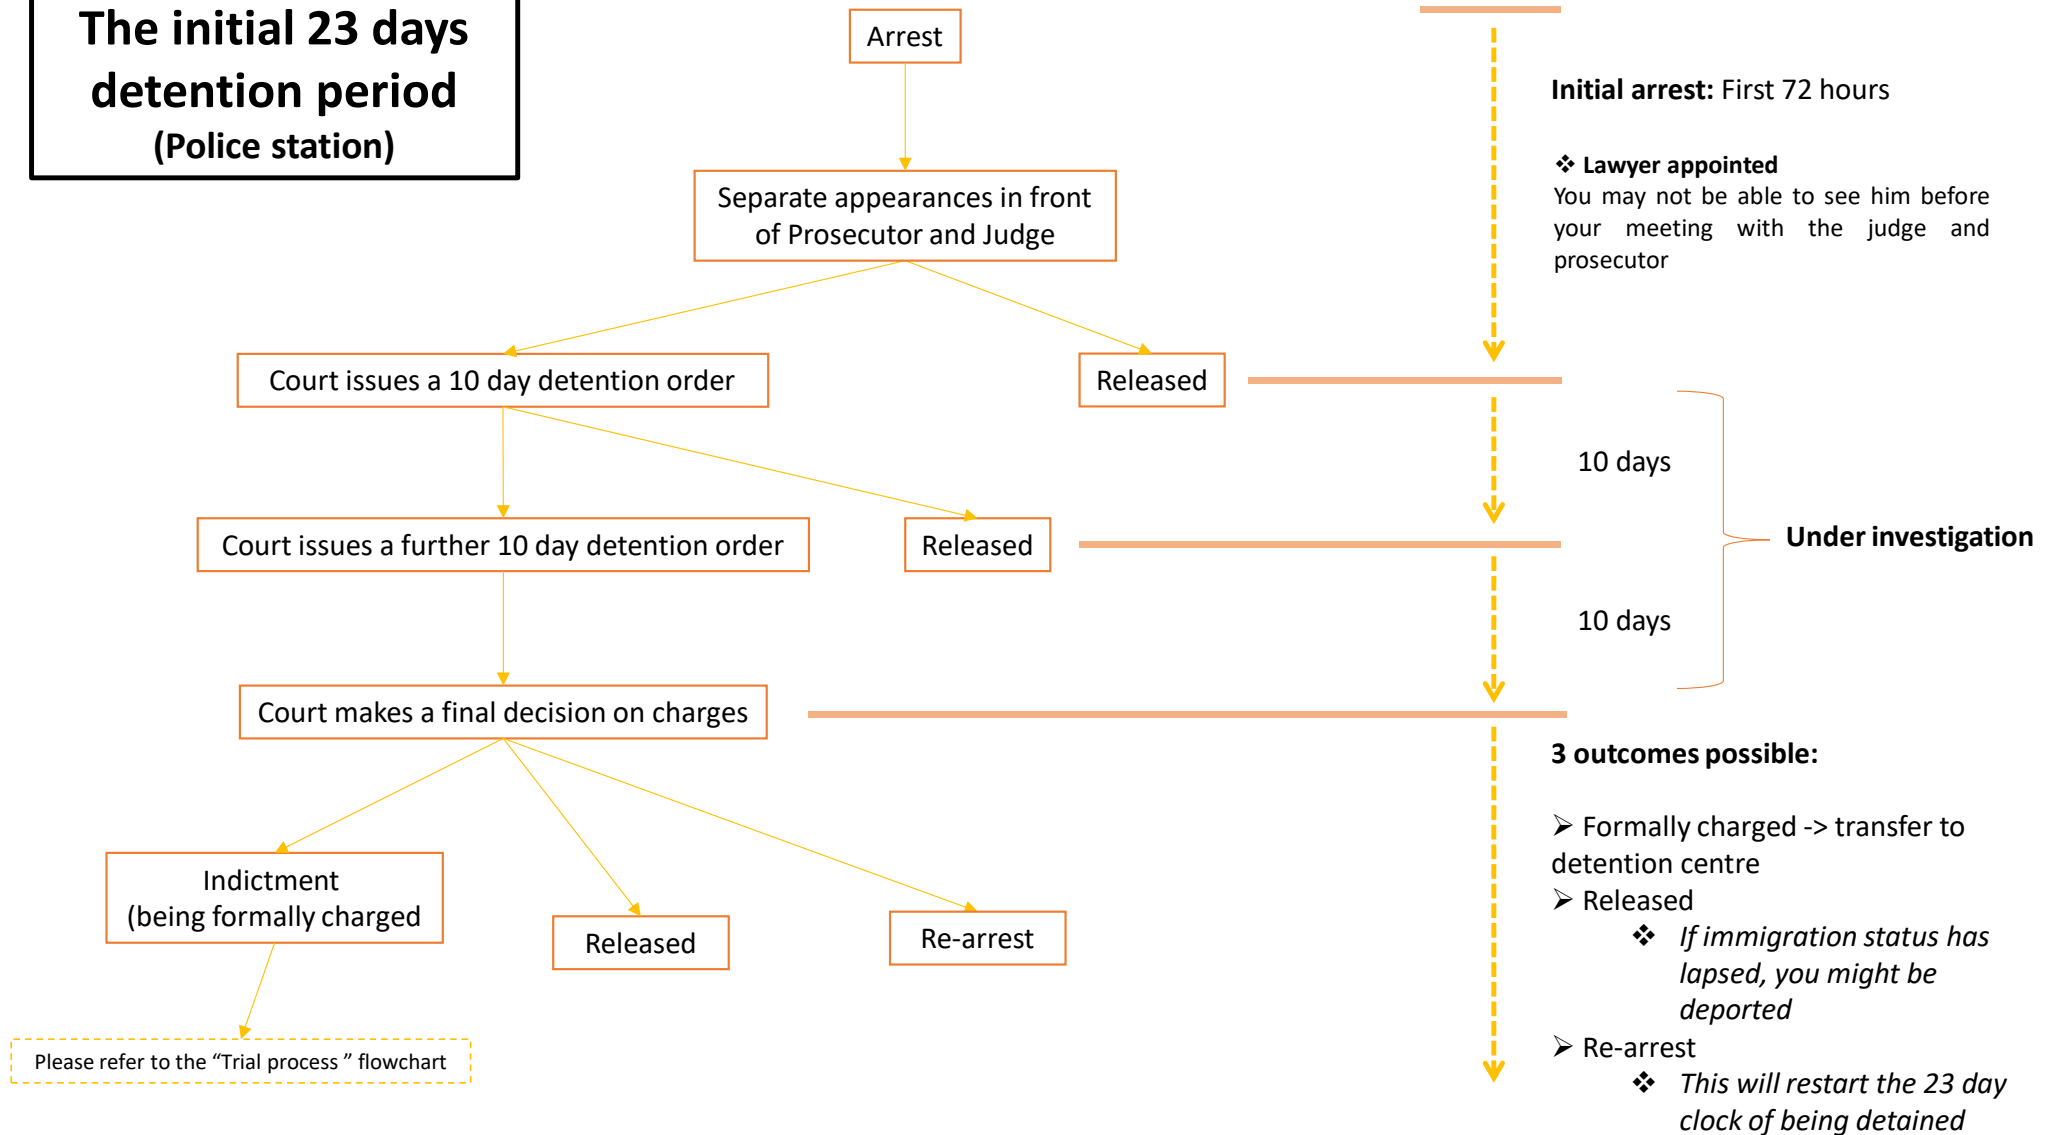 The initial 23 days
detention period
(Police station)
Arrest
Initial arrest: First 72 hours
❖ Lawyer appointed
You may not be able to see him before
your meeting with the judge and
prosecutor
Separate appearances in front
of Prosecutor and Judge
Court issues a 10 day detention order
Released
10 days
Court issues a further 10 day detention order
Released
Under investigation
10 days
Court makes a final decision on charges
3 outcomes possible:
➢ Formally charged -> transfer to
detention centre
➢ Released
❖ If immigration status has
lapsed, you might be
deported
➢ Re-arrest
❖ This will restart the 23 day
clock of being detained
Indictment
(being formally charged
Released
Re-arrest
Please refer to the “Trial process ” flowchart